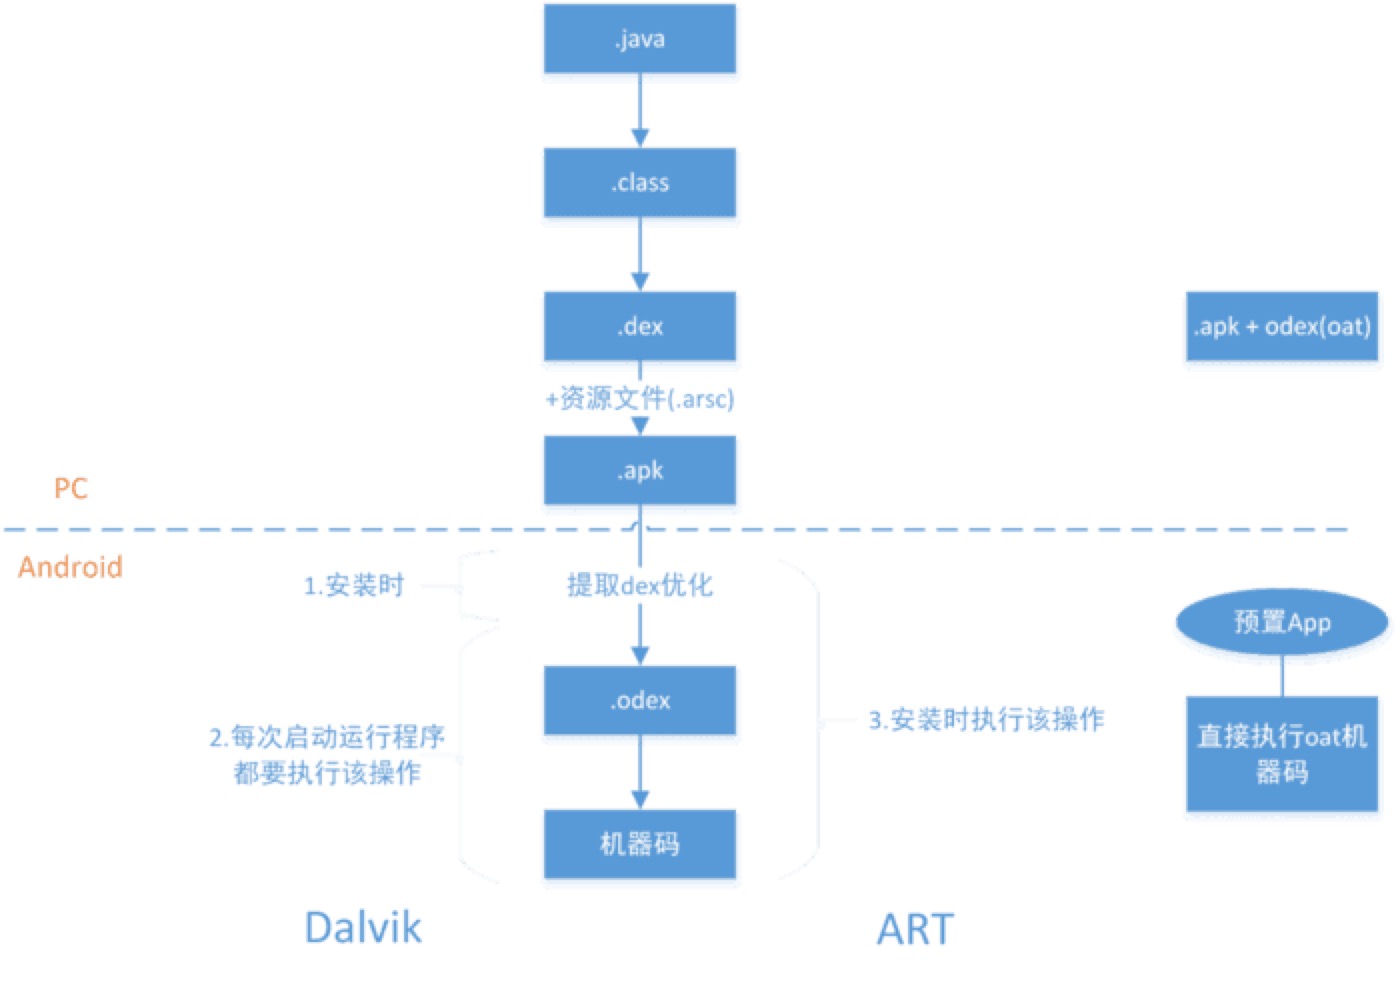 .java
.class
.dex
.apk + odex(oat)
+资源文件(.arsc)
.apk
PC
Android
1.安装时
提取dex优化
预置App
.odex
2.每次启动运行程序
都要执行该操作
3.安装时执行该操作
直接执行oat机
器码
机器码
Dalvik
ART